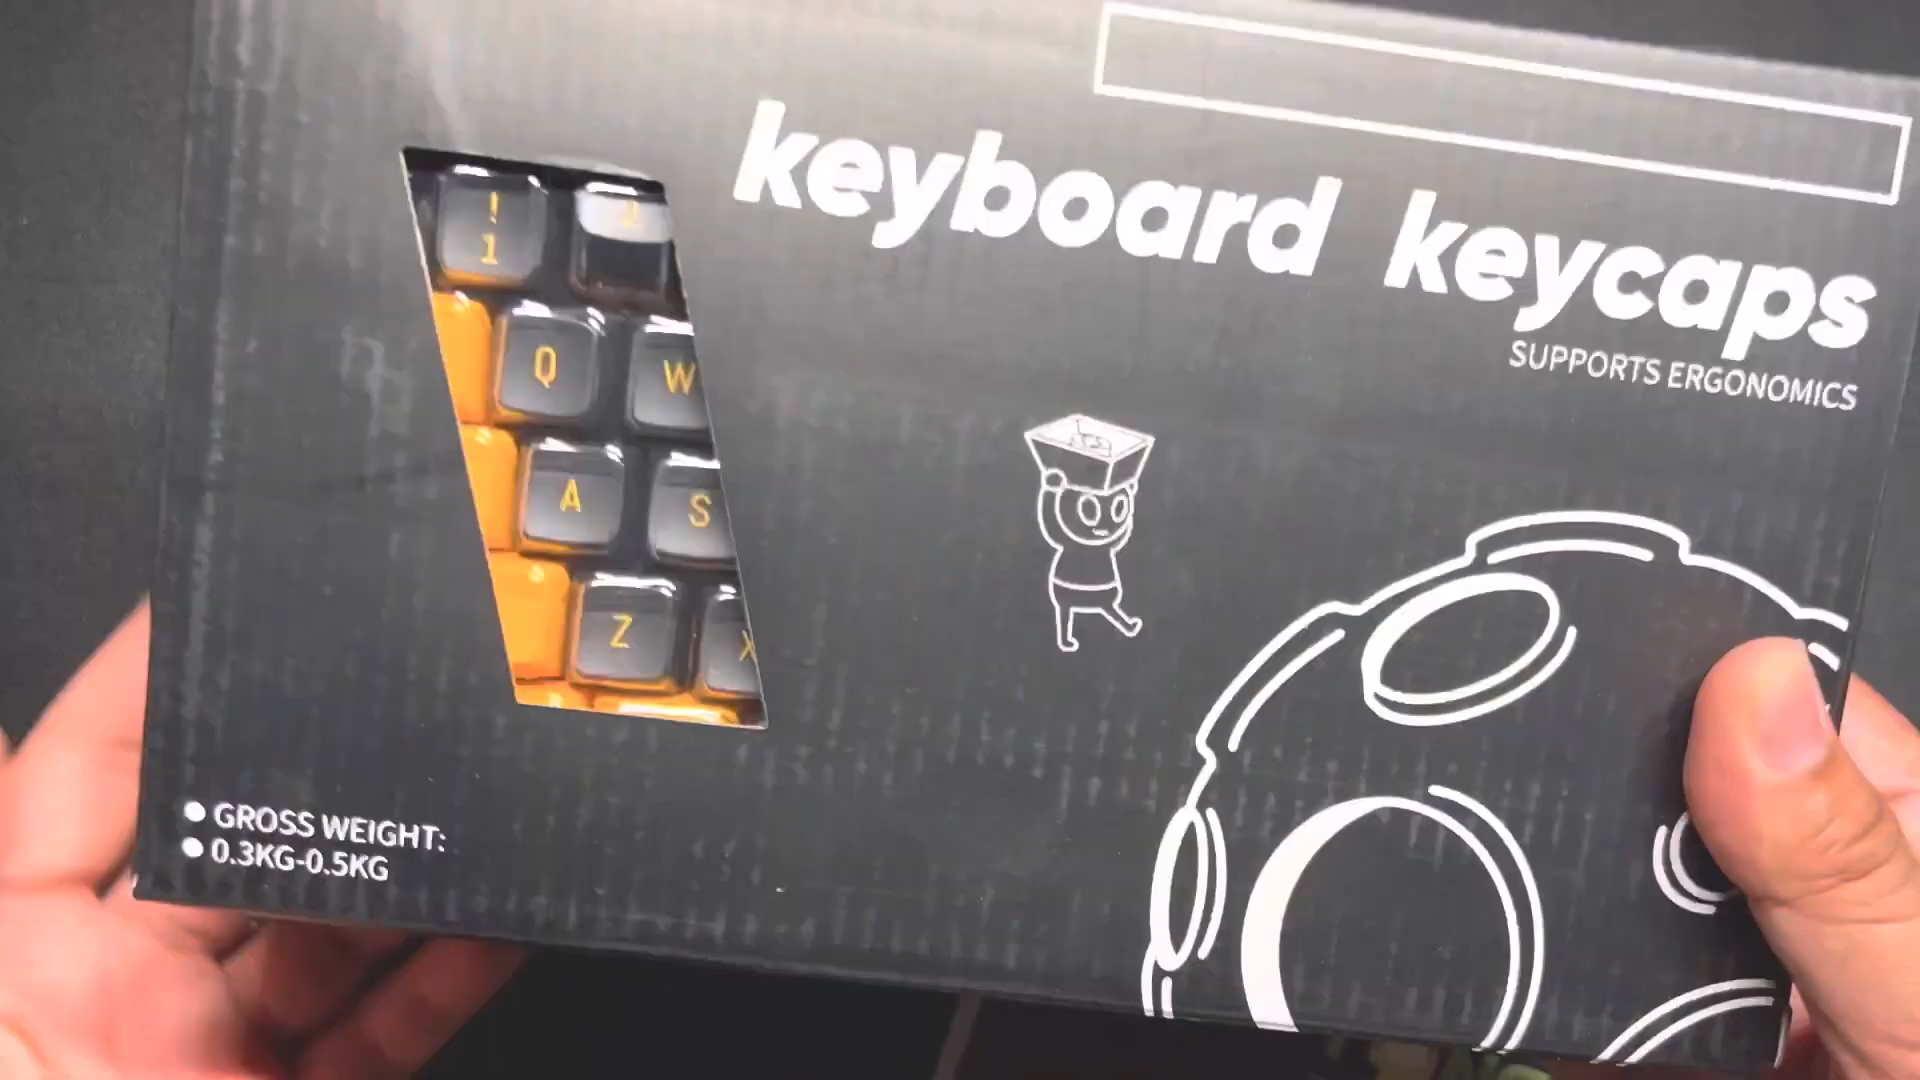 keyboard keycaps
SUPPORTS ERGONOMICS
!
1
Q W
A S
Z X
● GROSS WEIGHT:
● 0.3KG-0.5KG